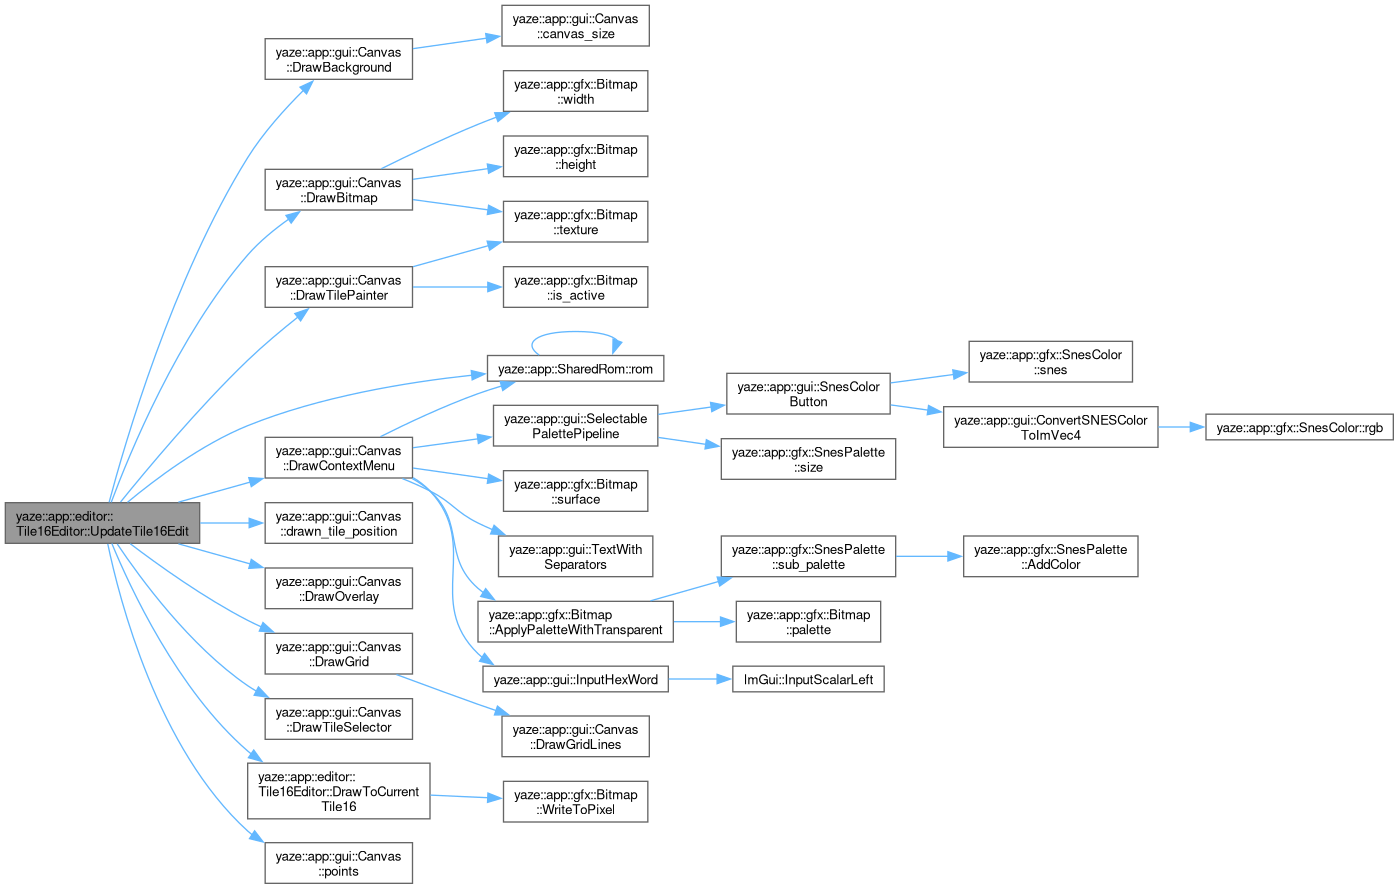 yaze::app::gui::Canvas
::canvas_size
yaze::app::gui::Canvas
::DrawBackground
yaze::app::gfx::Bitmap
::width
yaze::app::gfx::Bitmap
::height
yaze::app::gui::Canvas
::DrawBitmap
yaze::app::gfx::Bitmap
::texture
yaze::app::gui::Canvas
::DrawTilePainter
yaze::app::gfx::Bitmap
::is_active
yaze::app::SharedRom::rom
yaze::app::gfx::SnesColor
::snes
yaze::app::gui::SnesColor
Button
yaze::app::gui::Selectable
PalettePipeline
yaze::app::gui::ConvertSNESColor
ToImVec4
yaze::app::gfx::SnesColor::rgb
yaze::app::gui::Canvas
::DrawContextMenu
yaze::app::gfx::SnesPalette
::size
yaze::app::gfx::Bitmap
::surface
yaze::app::editor::
Tile16Editor::UpdateTile16Edit
yaze::app::gui::Canvas
::drawn_tile_position
yaze::app::gui::TextWith
Separators
yaze::app::gfx::SnesPalette
::sub_palette
yaze::app::gfx::SnesPalette
::AddColor
yaze::app::gui::Canvas
::DrawOverlay
yaze::app::gfx::Bitmap
::ApplyPaletteWithTransparent
yaze::app::gfx::Bitmap
::palette
yaze::app::gui::Canvas
::DrawGrid
yaze::app::gui::InputHexWord
ImGui::InputScalarLeft
yaze::app::gui::Canvas
::DrawTileSelector
yaze::app::gui::Canvas
::DrawGridLines
yaze::app::editor::
Tile16Editor::DrawToCurrent
Tile16
yaze::app::gfx::Bitmap
::WriteToPixel
yaze::app::gui::Canvas
::points